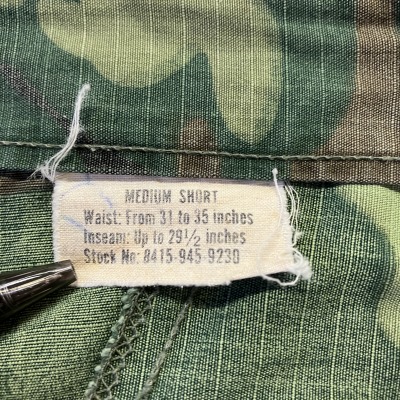 MEDIUM SHORT
Waist: From 31 to 35 inches
Inseam: Up to 29½ inches
Stock No: 8415-945-9230